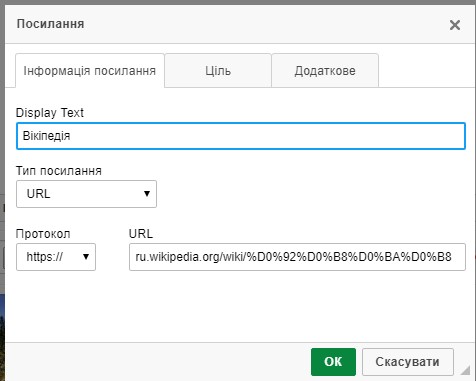 Посилання
Інформація посилання Ціль Додаткове
Display Text
Вікіпедія
Тип посилання
URL
Протокол URL
https:// ru.wikipedia.org/wiki/%D0%92%D0%B8%D0%BA%D0%B8
ОК Скасувати